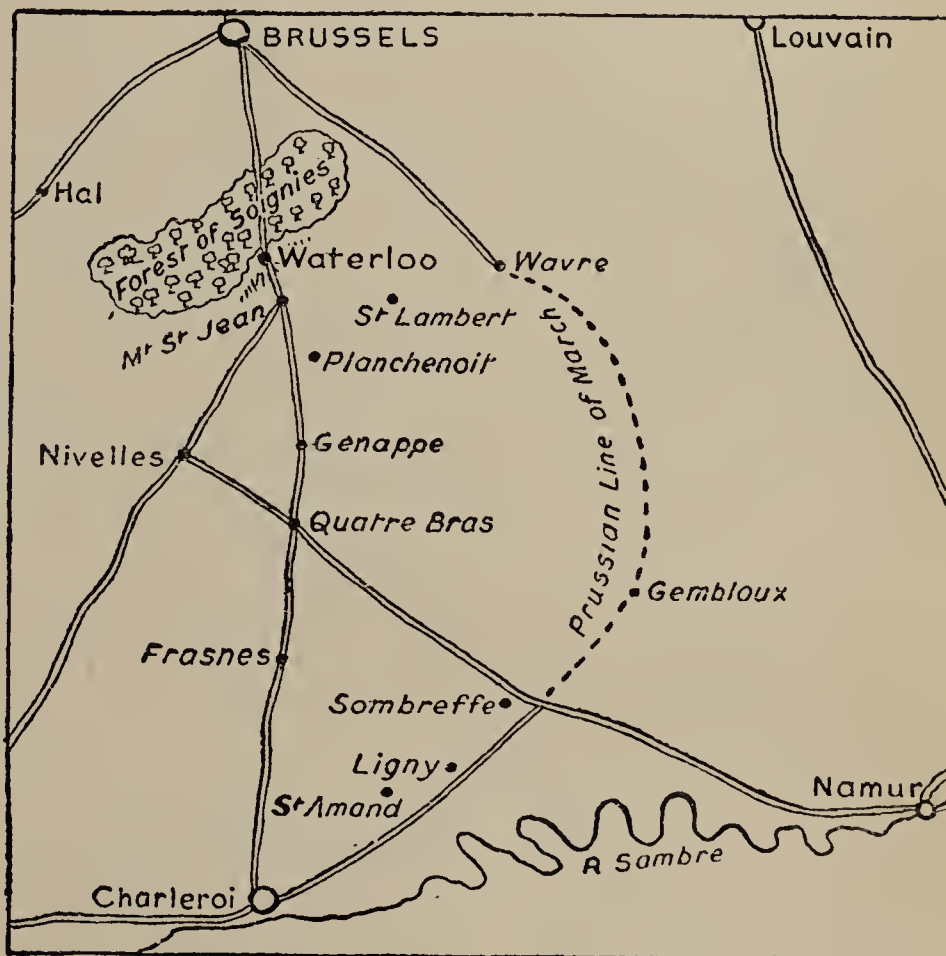 BRUSSELS
Louvain
Hal
Forest of Soignies
Waterloo
Wavre
St Lambert
Mt St Jean
Planchenoit
Prussian Line of March
Nivelles
Genappe
Quatre Bras
Gembloux
Frasnes
Sombreffe
Ligny
St Amand
Namur
R Sambre
Charleroi